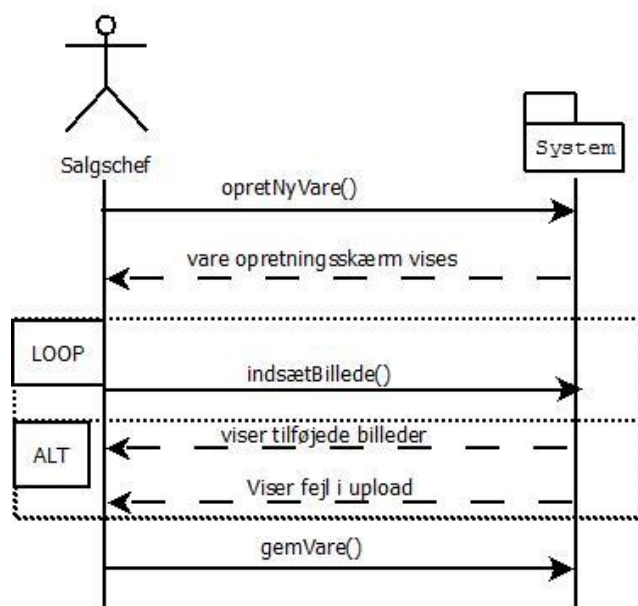 System
Salgschef
opretNyVare()
vare opretningsskærm vises
LOOP
indsætBillede()
ALT
viser tilføjede billeder
Viser fejl i upload
gemVare()